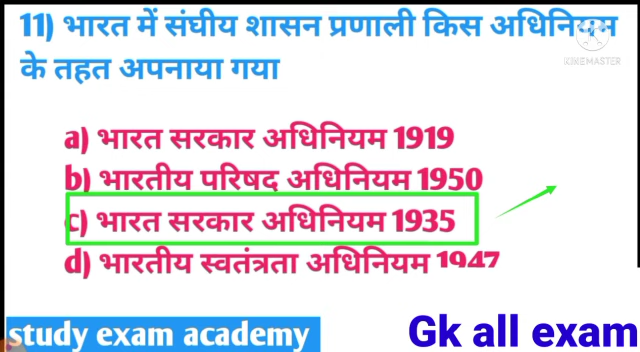 11) भारत में संघीय शासन प्रणाली किस अधिनियम
KINEMASTER
के तहत अपनाया गया
a) भारत सरकार अधिनियम 1919
b) भारतीय परिषद अधिनियम 1950
c) भारत सरकार अधिनियम 1935
d) भारतीय स्वतंत्रता अधिनियम 1947
study exam academy
Gk all exam